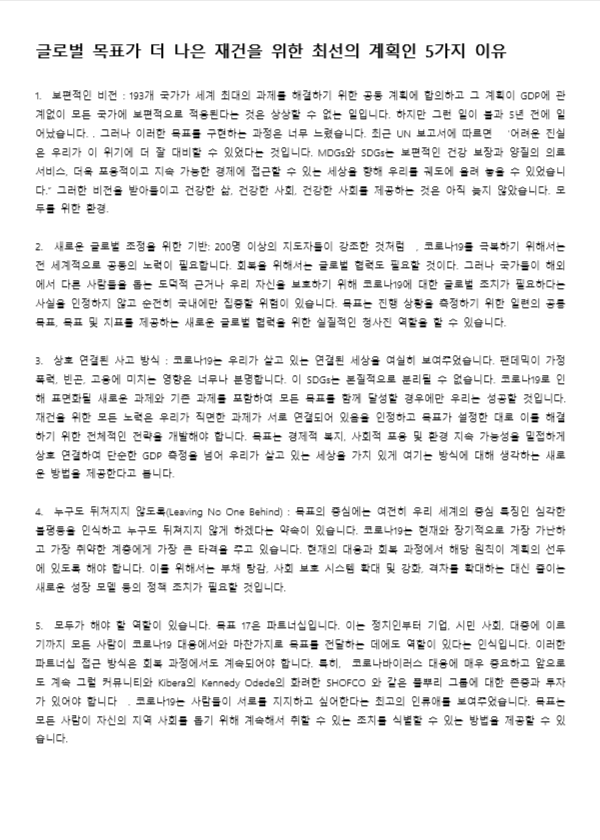 글로벌 목표가 더 나은 재건을 위한 최선의 계획인 5가지 이유
1. 보편적인 비전 : 193개 국가가 세계 최대의 과제를 해결하기 위한 공동 계획에 합의하고 그 계획이 GDP에 관
계없이 모든 국가에 보편적으로 적용된다는 것은 상상할 수 없는 일입니다. 하지만 그런 일이 불과 5년 전에 일
어났습니다. . 그러나 이러한 목표를 구현하는 과정은 너무 느렸습니다. 최근 UN 보고서에 따르면 '어려운 진실
은 우리가 이 위기에 더 잘 대비할 수 있었다는 것입니다. MDGs와 SDGs는 보편적인 건강 보장과 양질의 의료
서비스, 더욱 포용적이고 지속 가능한 경제에 접근할 수 있는 세상을 향해 우리를 궤도에 올려 놓을 수 있었습니
다." 그러한 비전을 받아들이고 건강한 삶, 건강한 사회, 건강한 사회를 제공하는 것은 아직 늦지 않았습니다. 모
두를 위한 환경.
2. 새로운 글로벌 조정을 위한 기반: 200명 이상의 지도자들이 강조한 것처럼 , 코로나19를 극복하기 위해서는
전 세계적으로 공동의 노력이 필요합니다. 회복을 위해서는 글로벌 협력도 필요할 것이다. 그러나 국가들이 해외
에서 다른 사람들을 돕는 도덕적 근거나 우리 자신을 보호하기 위해 코로나19에 대한 글로벌 조치가 필요하다는
사실을 인정하지 않고 순전히 국내에만 집중할 위험이 있습니다. 목표는 진행 상황을 측정하기 위한 일련의 공통
목표, 목표 및 지표를 제공하는 새로운 글로벌 협력을 위한 실질적인 청사진 역할을 할 수 있습니다.
3. 상호 연결된 사고 방식 : 코로나19는 우리가 살고 있는 연결된 세상을 여실히 보여주었습니다. 팬데믹이 가정
폭력, 빈곤, 고용에 미치는 영향은 너무나 분명합니다. 이 SDGs는 본질적으로 분리될 수 없습니다. 코로나19로 인
해 표면화될 새로운 과제와 기존 과제를 포함하여 모든 목표를 함께 달성할 경우에만 우리는 성공할 것입니다.
재건을 위한 모든 노력은 우리가 직면한 과제가 서로 연결되어 있음을 인정하고 목표가 설정한 대로 이를 해결
하기 위한 전체적인 전략을 개발해야 합니다. 목표는 경제적 복지, 사회적 포용 및 환경 지속 가능성을 밀접하게
상호 연결하여 단순한 GDP 측정을 넘어 우리가 살고 있는 세상을 가치 있게 여기는 방식에 대해 생각하는 새로
운 방법을 제공한다고 봅니다.
4. 누구도 뒤처지지 않도록(Leaving No One Behind) : 목표의 중심에는 여전히 우리 세계의 중심 특징인 심각한
불평등을 인식하고 누구도 뒤쳐지지 않게 하겠다는 약속이 있습니다. 코로나19는 현재와 장기적으로 가장 가난하
고 가장 취약한 계층에게 가장 큰 타격을 주고 있습니다. 현재의 대응과 회복 과정에서 해당 원칙이 계획의 선두
에 있도록 해야 합니다. 이를 위해서는 부채 탕감, 사회 보호 시스템 확대 및 강화, 격차를 확대하는 대신 줄이는
새로운 성장 모델 등의 정책 조치가 필요할 것입니다.
5. 모두가 해야 할 역할이 있습니다. 목표 17은 파트너십입니다. 이는 정치인부터 기업, 시민 사회, 대중에 이르
기까지 모든 사람이 코로나19 대응에서와 마찬가지로 목표를 전달하는 데에도 역할이 있다는 인식입니다. 이러한
파트너십 접근 방식은 회복 과정에서도 계속되어야 합니다. 특히, 코로나바이러스 대응에 매우 중요하고 앞으로
도 계속 그럴 커뮤니티와 Kibera의 Kennedy Odede의 화려한 SHOFCO 와 같은 풀뿌리 그룹에 대한 존중과 투자
가 있어야 합니다 . 코로나19는 사람들이 서로를 지지하고 싶어한다는 최고의 인류애를 보여주었습니다. 목표는
모든 사람이 자신의 지역 사회를 돕기 위해 계속해서 취할 수 있는 조치를 식별할 수 있는 방법을 제공할 수 있
습니다.